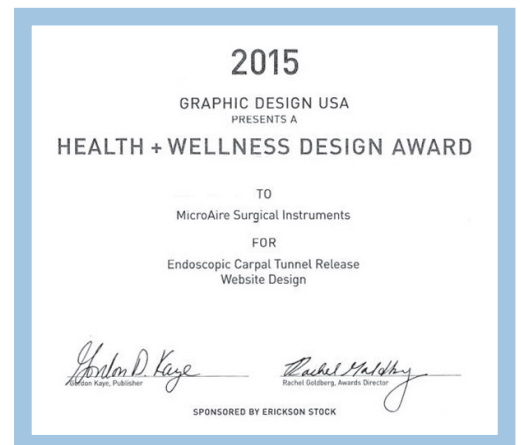 2015
GRAPHIC DESIGN USA
PRESENTS A
HEALTH + WELLNESS DESIGN AWARD
TO
MicroAire Surgical Instruments
FOR
Endoscopic Carpal Tunnel Release
Website Design
Gordon D. Kaye
Rachel Goldberg
Gordon Kaye, Publisher
Rachel Goldberg, Awards Director
SPONSORED BY ERICKSON STOCK